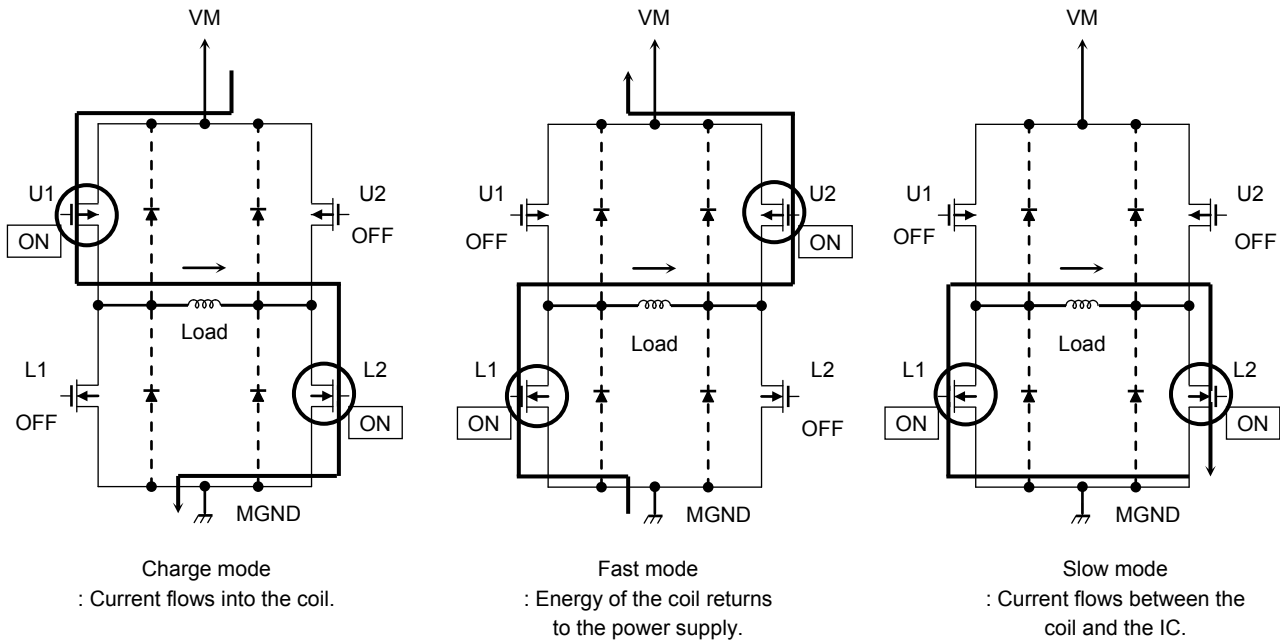 VM
U1
ON
U2
OFF
Load
L1
OFF
L2
ON
MGND
Charge mode
: Current flows into the coil.
VM
U1
OFF
U2
ON
Load
L1
ON
L2
OFF
MGND
Fast mode
: Energy of the coil returns
to the power supply.
VM
U1
OFF
U2
OFF
Load
L1
ON
L2
ON
MGND
Slow mode
: Current flows between the
coil and the IC.